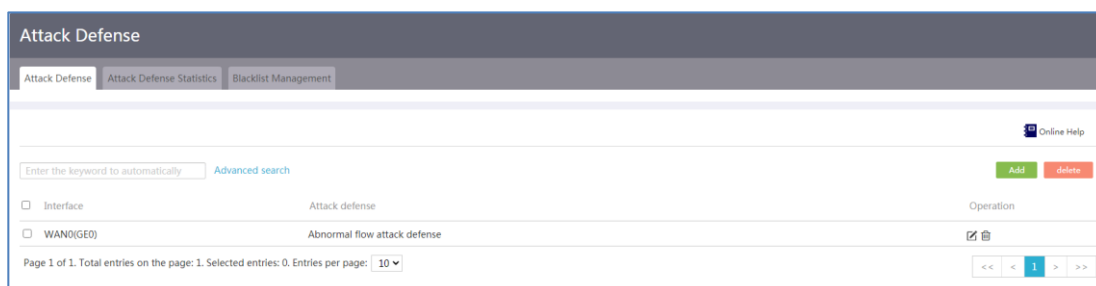 Attack Defense
Attack Defense Attack Defense Statistics Blacklist Management
Online Help
Enter the keyword to automatically Advanced search Add delete
Interface Attack defense Operation
WAN0(GE0) Abnormal flow attack defense
Page 1 of 1. Total entries on the page: 1. Selected entries: 0. Entries per page: 10 << < 1 > >>